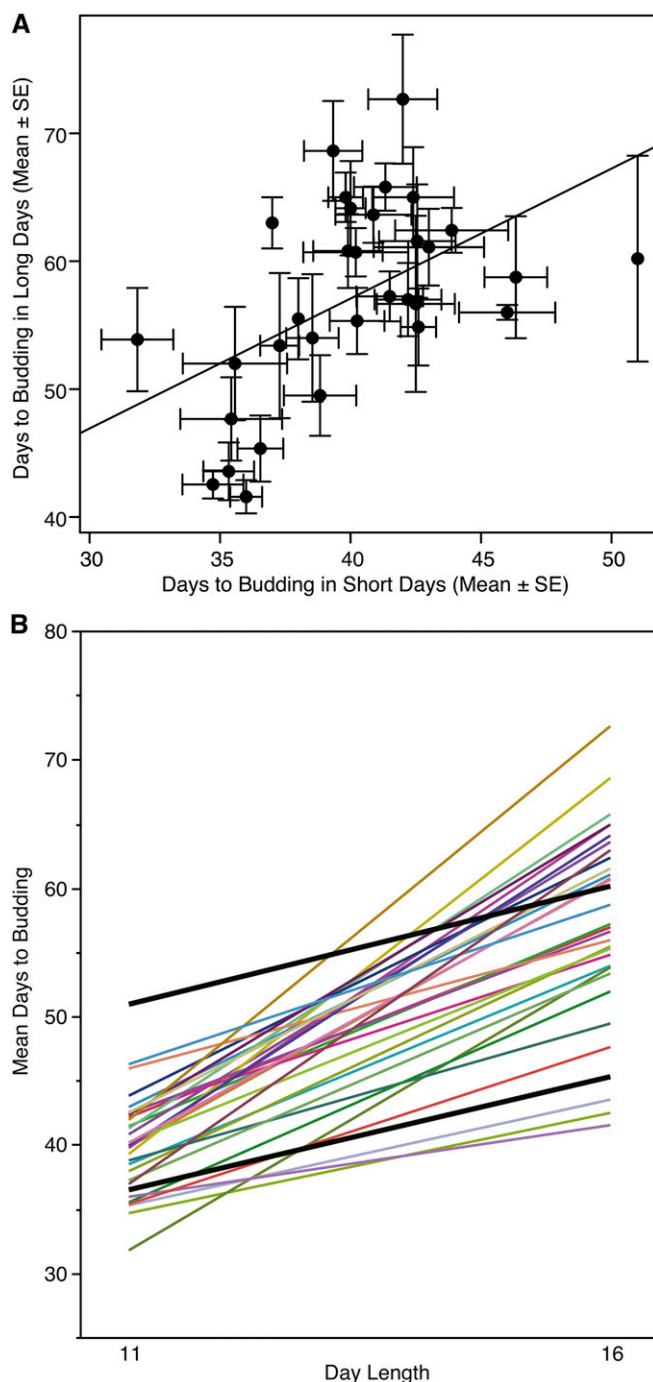 A
Days to Budding in Long Days (Mean ± SE)
70
60
50
40
30
35
40
45
50
Days to Budding in Short Days (Mean ± SE)
B
Mean Days to Budding
80
70
60
50
40
30
11
16
Day Length